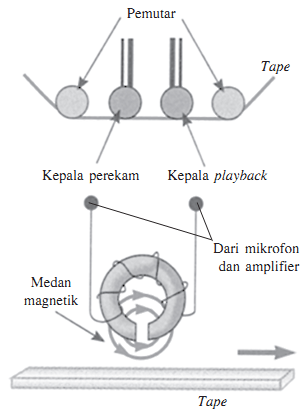 Pemutar
Tape
Kepala perekam
Kepala playback
Dari mikrofon
dan amplifier
Medan
magnetik
Tape